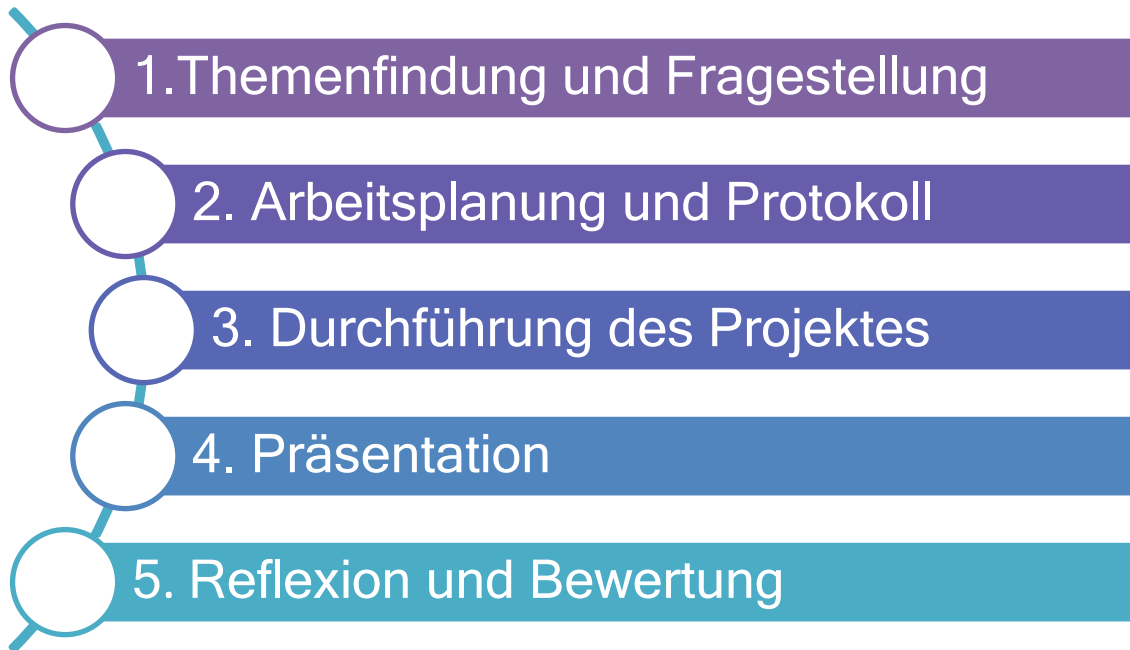 1.Themenfindung und Fragestellung
2. Arbeitsplanung und Protokoll
3. Durchführung des Projektes
4. Präsentation
5. Reflexion und Bewertung